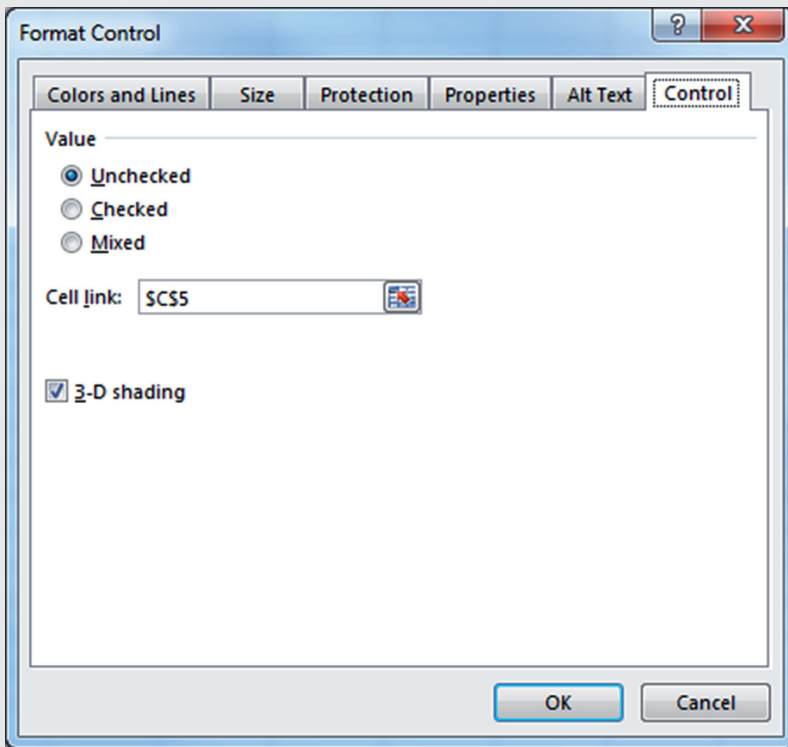 Format Control
?
X
Colors and Lines Size Protection Properties Alt Text Control
Value
Unchecked
Checked
Mixed
Cell link: $C$5
3-D shading
OK Cancel